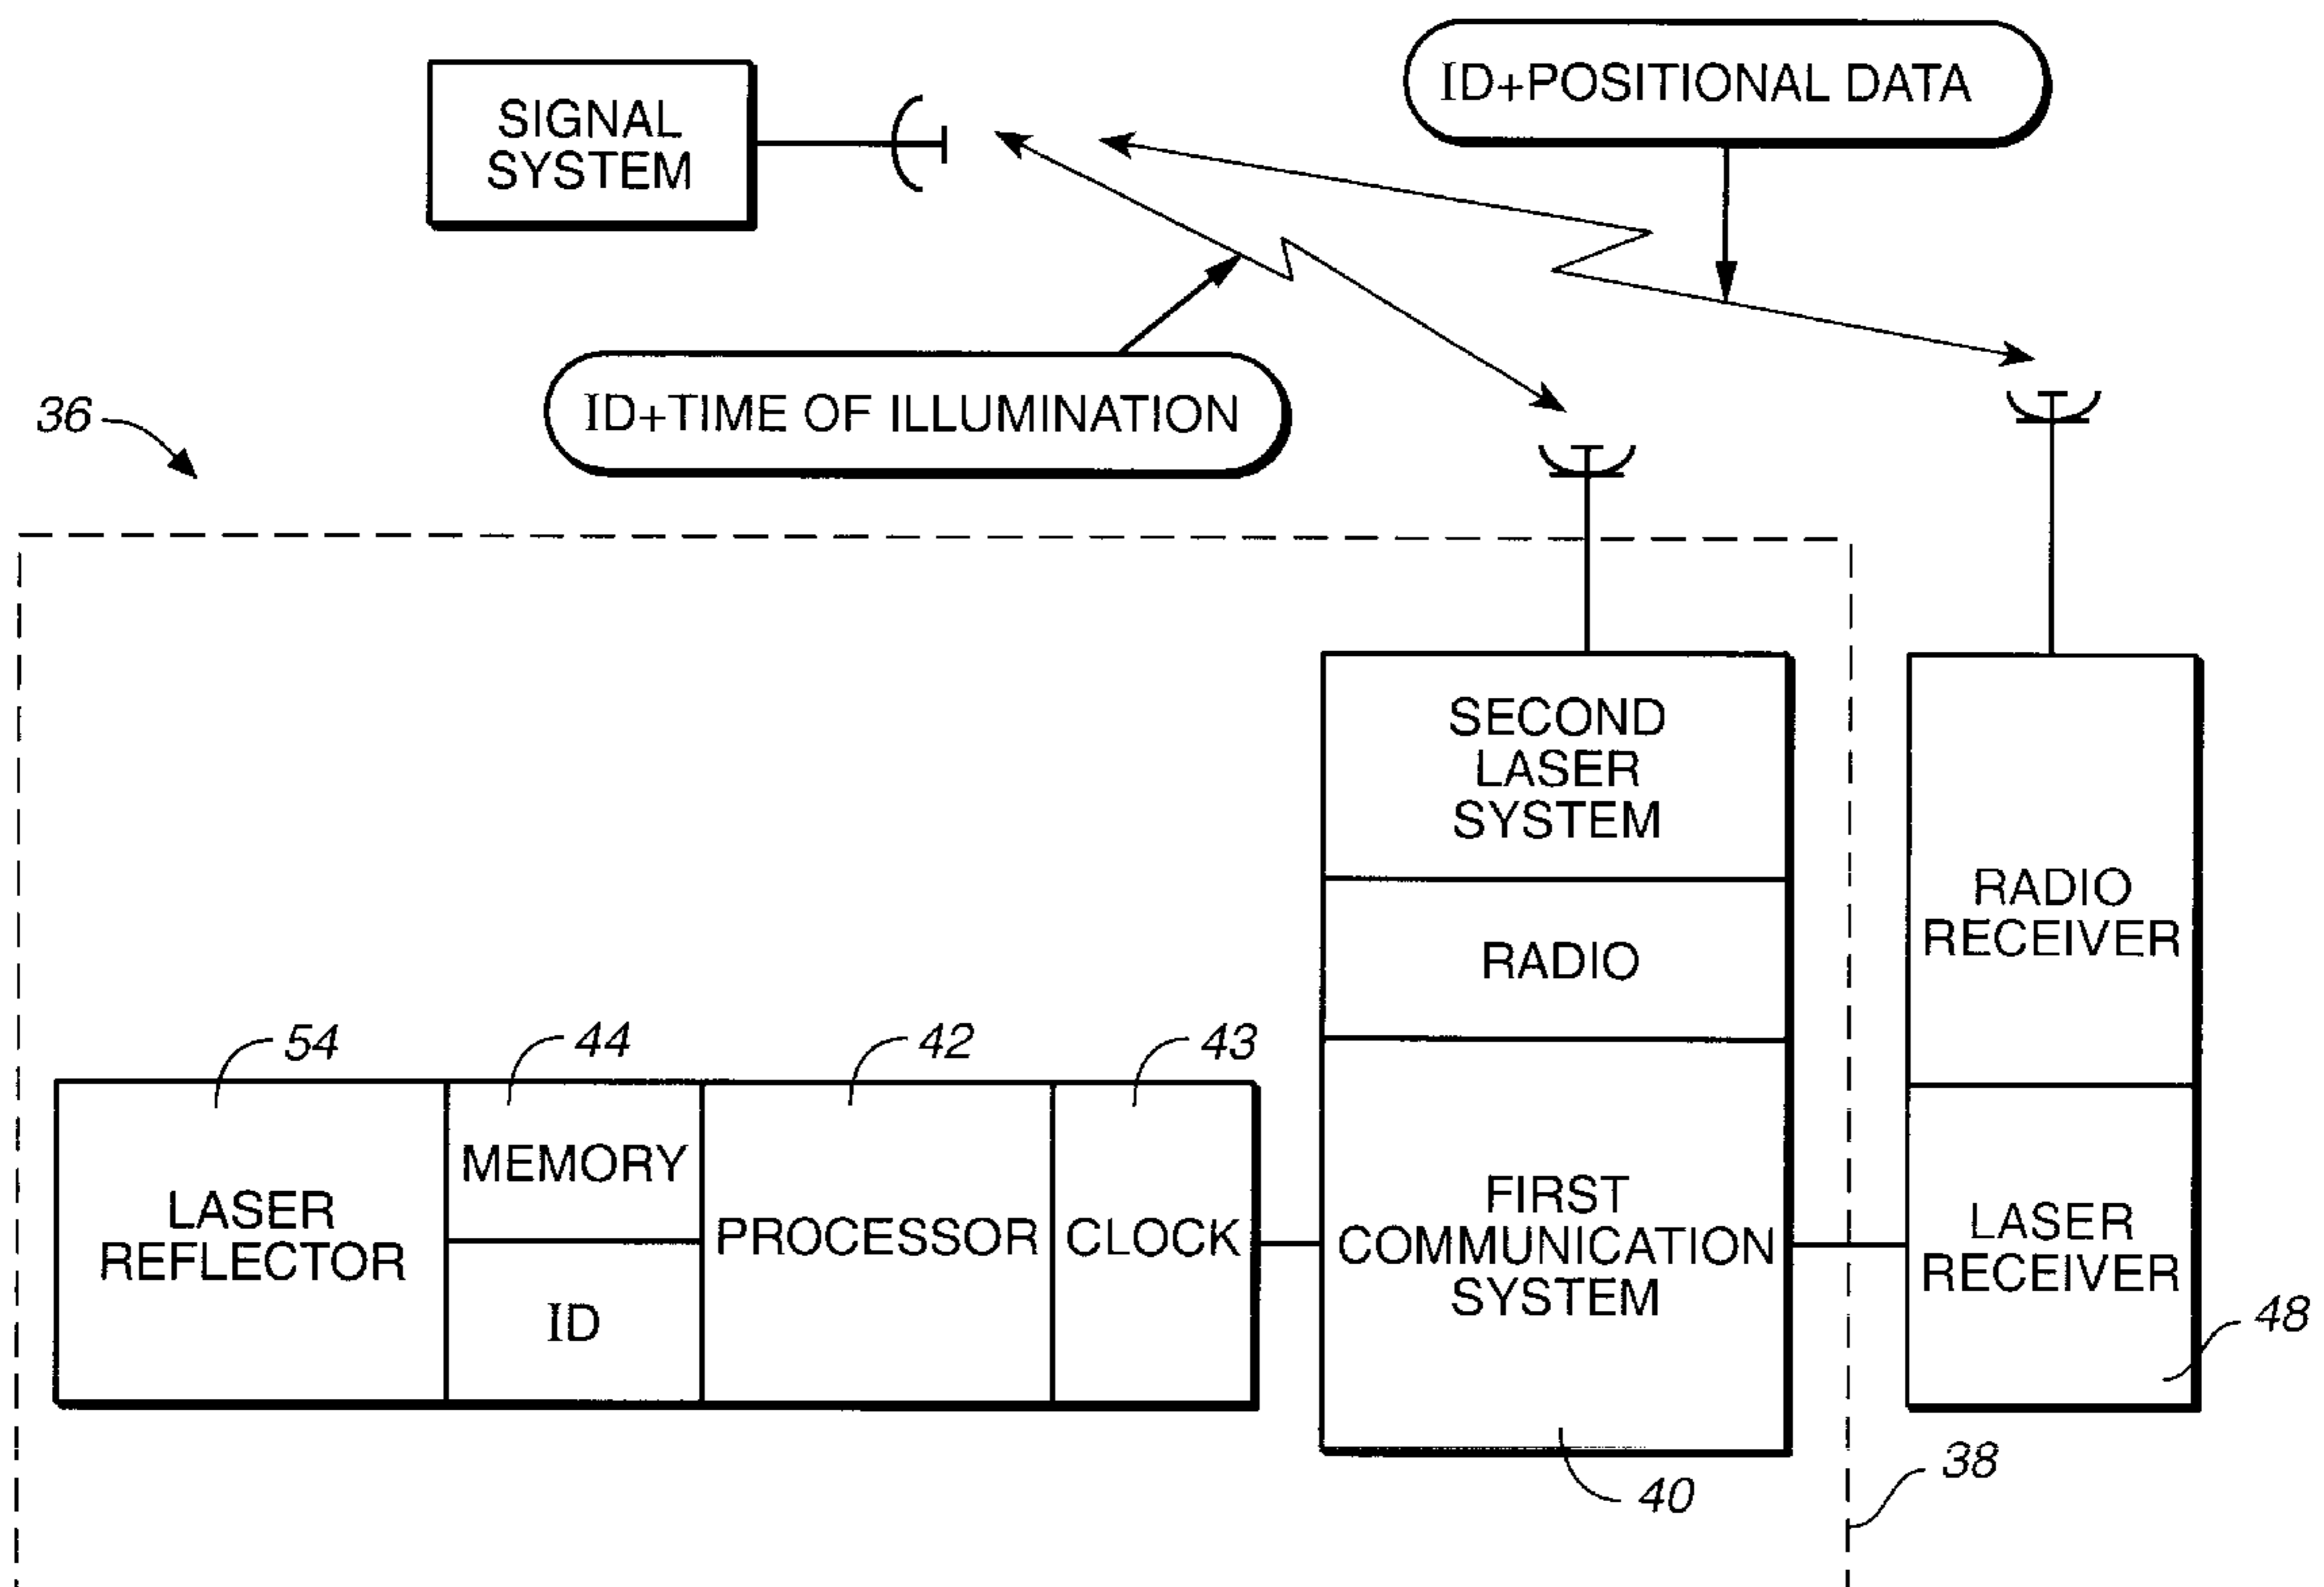 ID+POSITIONAL DATA
SIGNAL
SYSTEM
ID+TIME OF ILLUMINATION
36
SECOND
LASER
SYSTEM
RADIO
RECEIVER
RADIO
54
44
42
43
MEMORY
LASER
REFLECTOR
PROCESSOR
CLOCK
FIRST
COMMUNICATION
SYSTEM
LASER
RECEIVER
ID
48
38
40